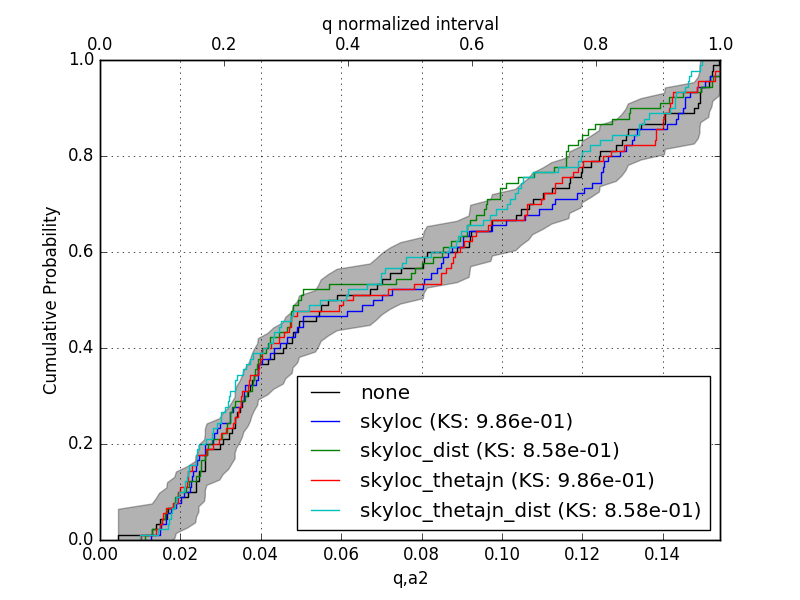 q normalized interval
0.0 0.2 0.4 0.6 0.8 1.0
1.0
0.8
0.6
0.4
0.2
0.0
Cumulative Probability
none
skyloc (KS: 9.86e-01)
skyloc_dist (KS: 8.58e-01)
skyloc_thetajn (KS: 9.86e-01)
skyloc_thetajn_dist (KS: 8.58e-01)
0.00 0.02 0.04 0.06 0.08 0.10 0.12 0.14
q,a2